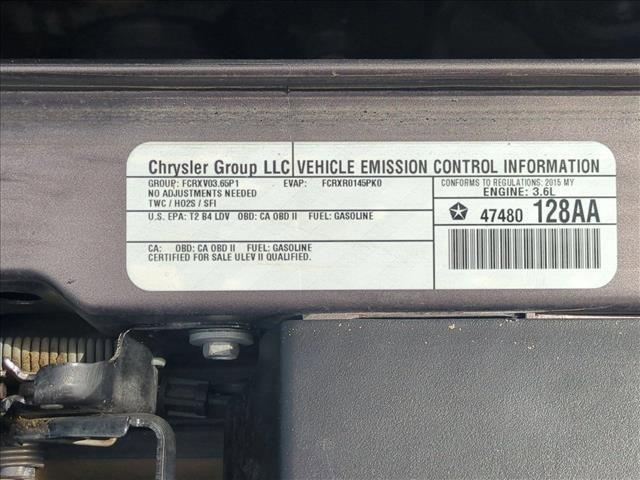 Chrysler Group LLC VEHICLE EMISSION CONTROL INFORMATION
GROUP: FCRXV03.65P1 EVAP: FCRXR0145PK0
NO ADJUSTMENTS NEEDED
TWC / HO2S / SFI
U.S. EPA: T2 B4 LDV OBD: CA OBD II FUEL: GASOLINE
CA: OBD: CA OBD II FUEL: GASOLINE
CERTIFIED FOR SALE ULEV II QUALIFIED.
CONFORMS TO REGULATIONS: 2015 MY
ENGINE: 3.6L
47480 128AA